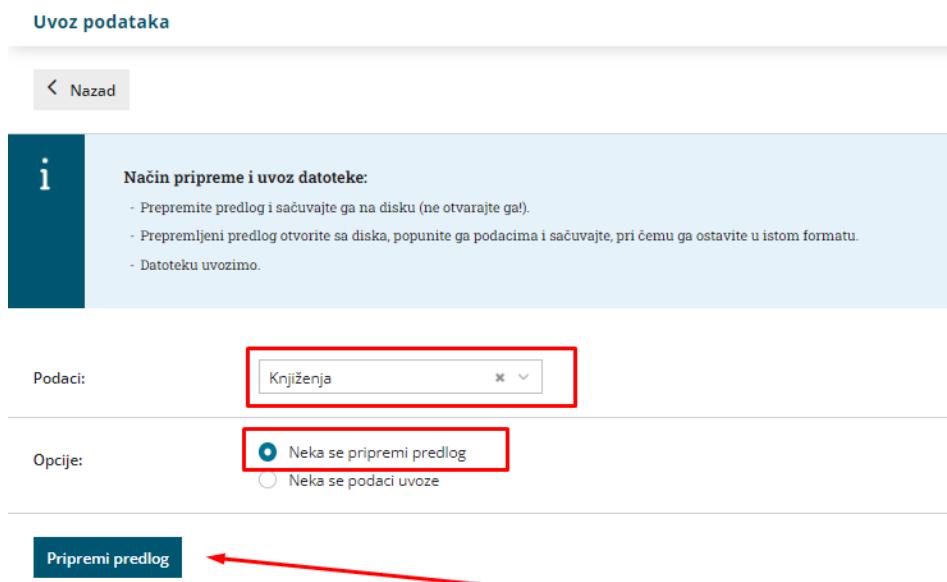 Uvoz podataka
Nazad
i
Način pripreme i uvoz datoteke:
- Prepremite predlog i sačuvajte ga na disku (ne otvarajte ga!).
- Prepremljeni predlog otvorite sa diska, popunite ga podacima i sačuvajte, pri čemu ga ostavite u istom formatu.
- Datoteku uvozimo.
Podaci: Knjiženja
Opcije: Neka se pripremi predlog
Neka se podaci uvoze
Pripremi predlog